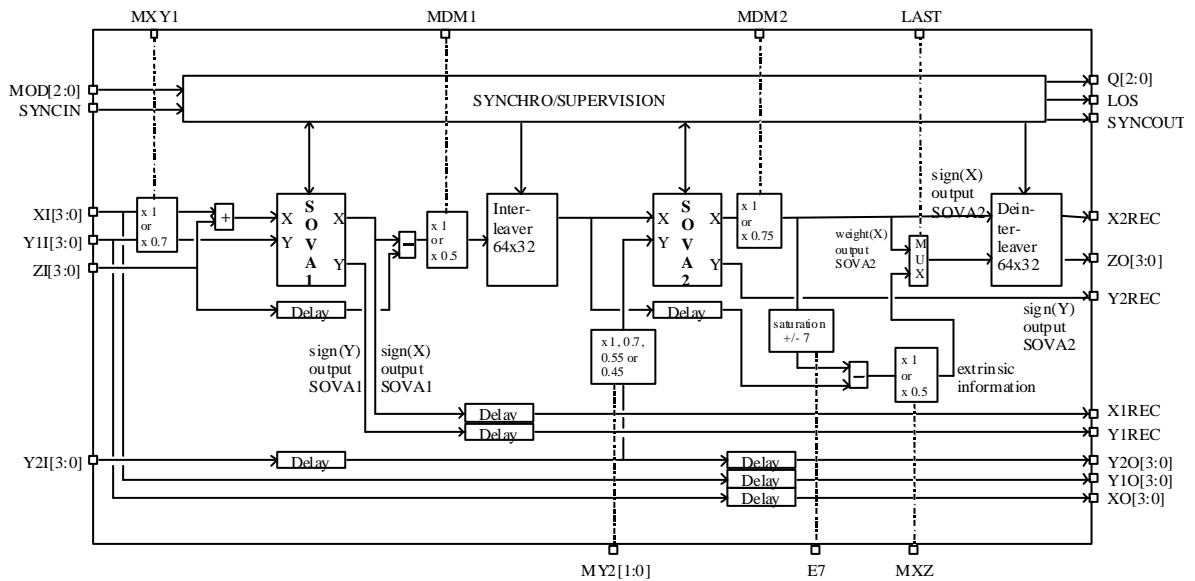 MXY1 MDM1 MDM2 LAST
MOD[2:0]
SYNCIN
SYNCHRO/SUPERVISION
Q[2:0]
LOS
SYNCOUT
XI[3:0]
Y1I[3:0]
ZI[3:0]
x 1
or
x 0.7
+
X
Y
SOVA1
X
Y
Delay
−
x 1
or
x 0.5
Inter-
leaver
64x32
X
Y
SOVA2
X
Y
Delay
x 1
or
x 0.75
sign(X)
output
SOVA2
weight(X)
output
SOVA2
MUX
Dein-
terleaver
64x32
X2REC
ZO[3:0]
Y2REC
sign(Y)
output
SOVA1
sign(X)
output
SOVA1
x 1, 0.7,
0.55 or
0.45
saturation
+/- 7
−
x 1
or
x 0.5
extrinsic
information
sign(Y)
output
SOVA2
Delay
Delay
X1REC
Y1REC
Y2I[3:0]
Delay
Delay
Delay
Delay
Y2O[3:0]
Y1O[3:0]
XO[3:0]
MY2[1:0] E7 MXZ